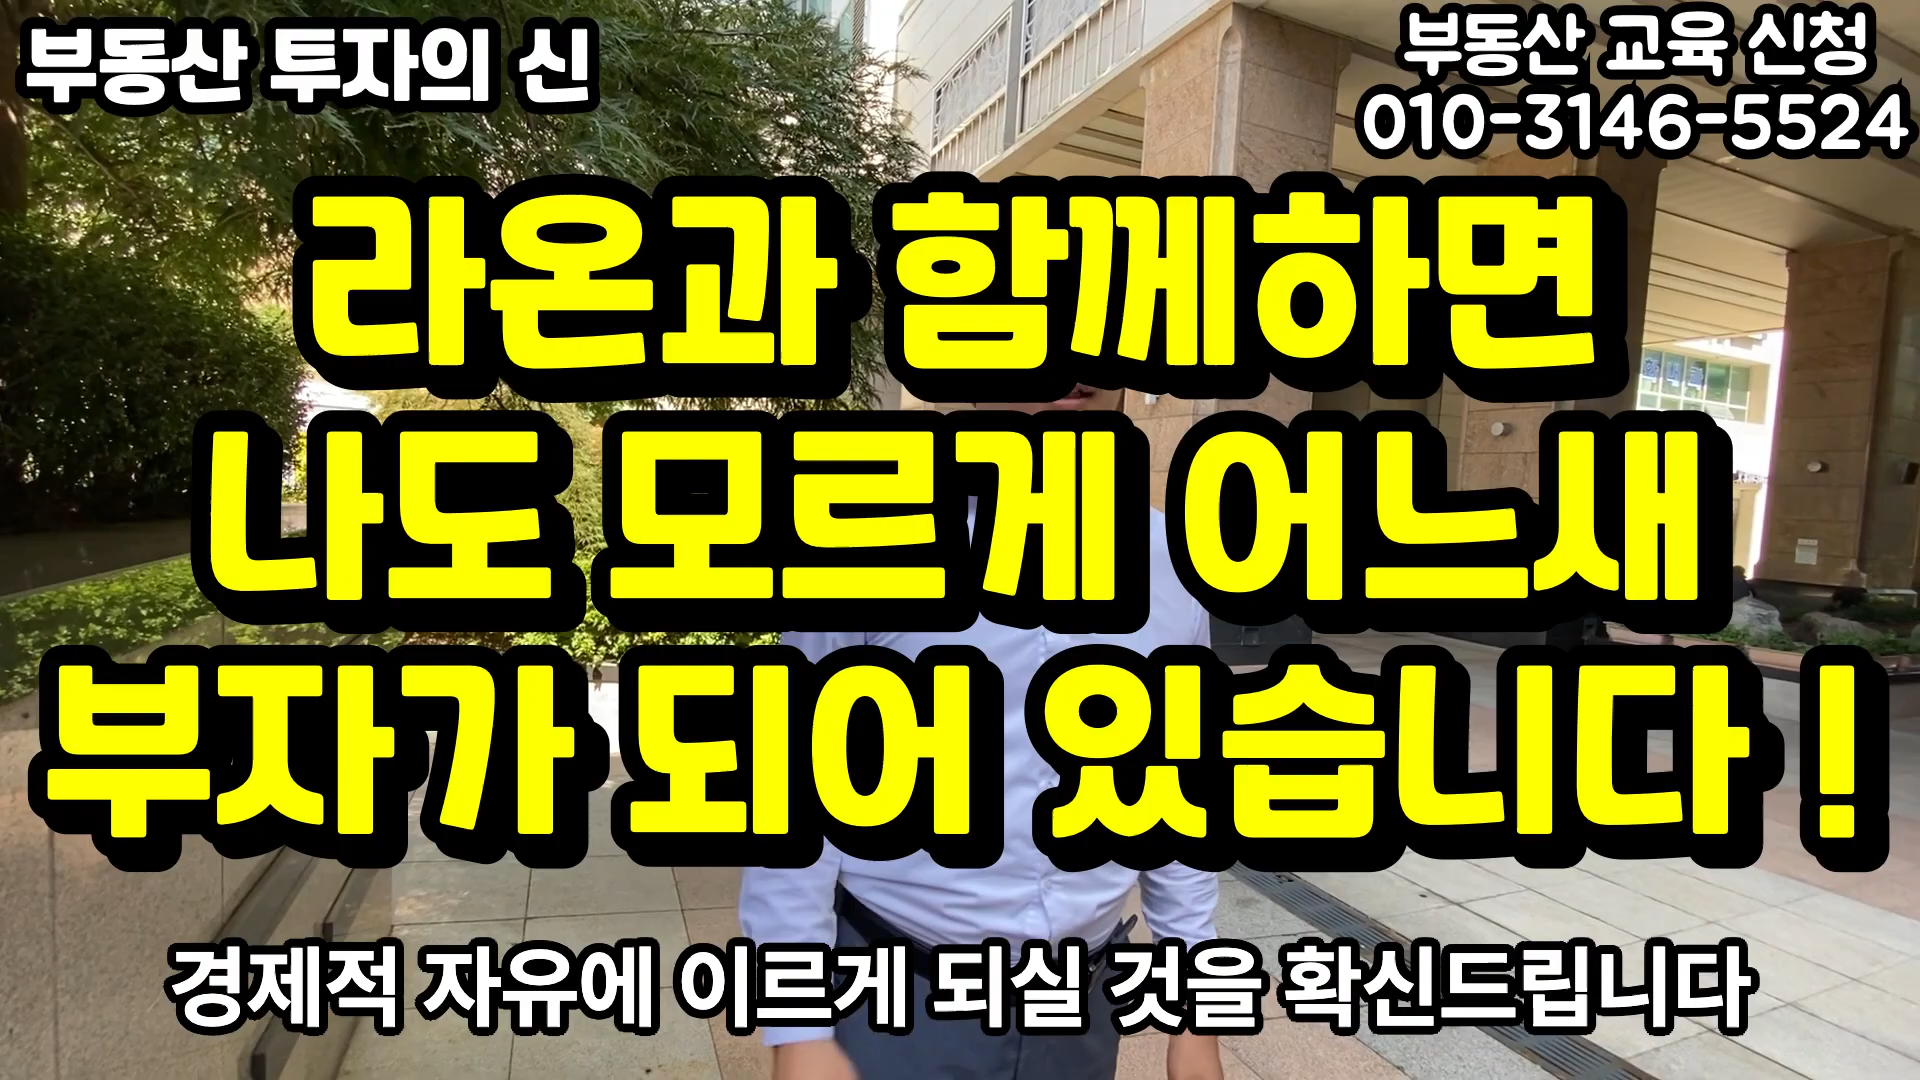 부동산 투자의 신
부동산 교육 신청
010-3146-5524
라온과 함께하면
나도 모르게 어느새
부자가 되어 있습니다 !
경제적 자유에 이르게 되실 것을 확신드립니다